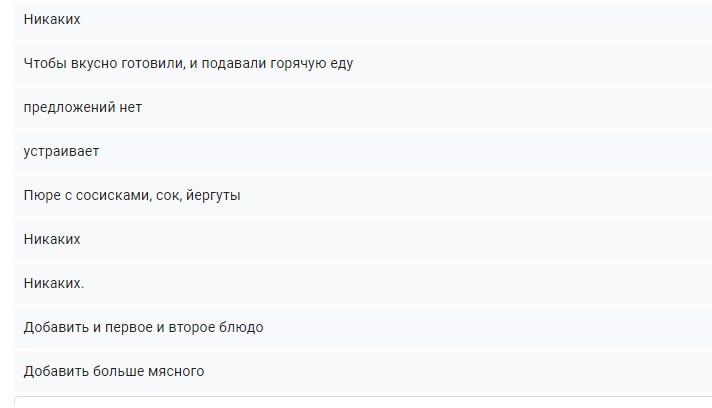 Никаких
Чтобы вкусно готовили, и подавали горячую еду
предложений нет
устраивает
Пюре с сосисками, сок, йергуты
Никаких
Никаких.
Добавить и первое и второе блюдо
Добавить больше мясного